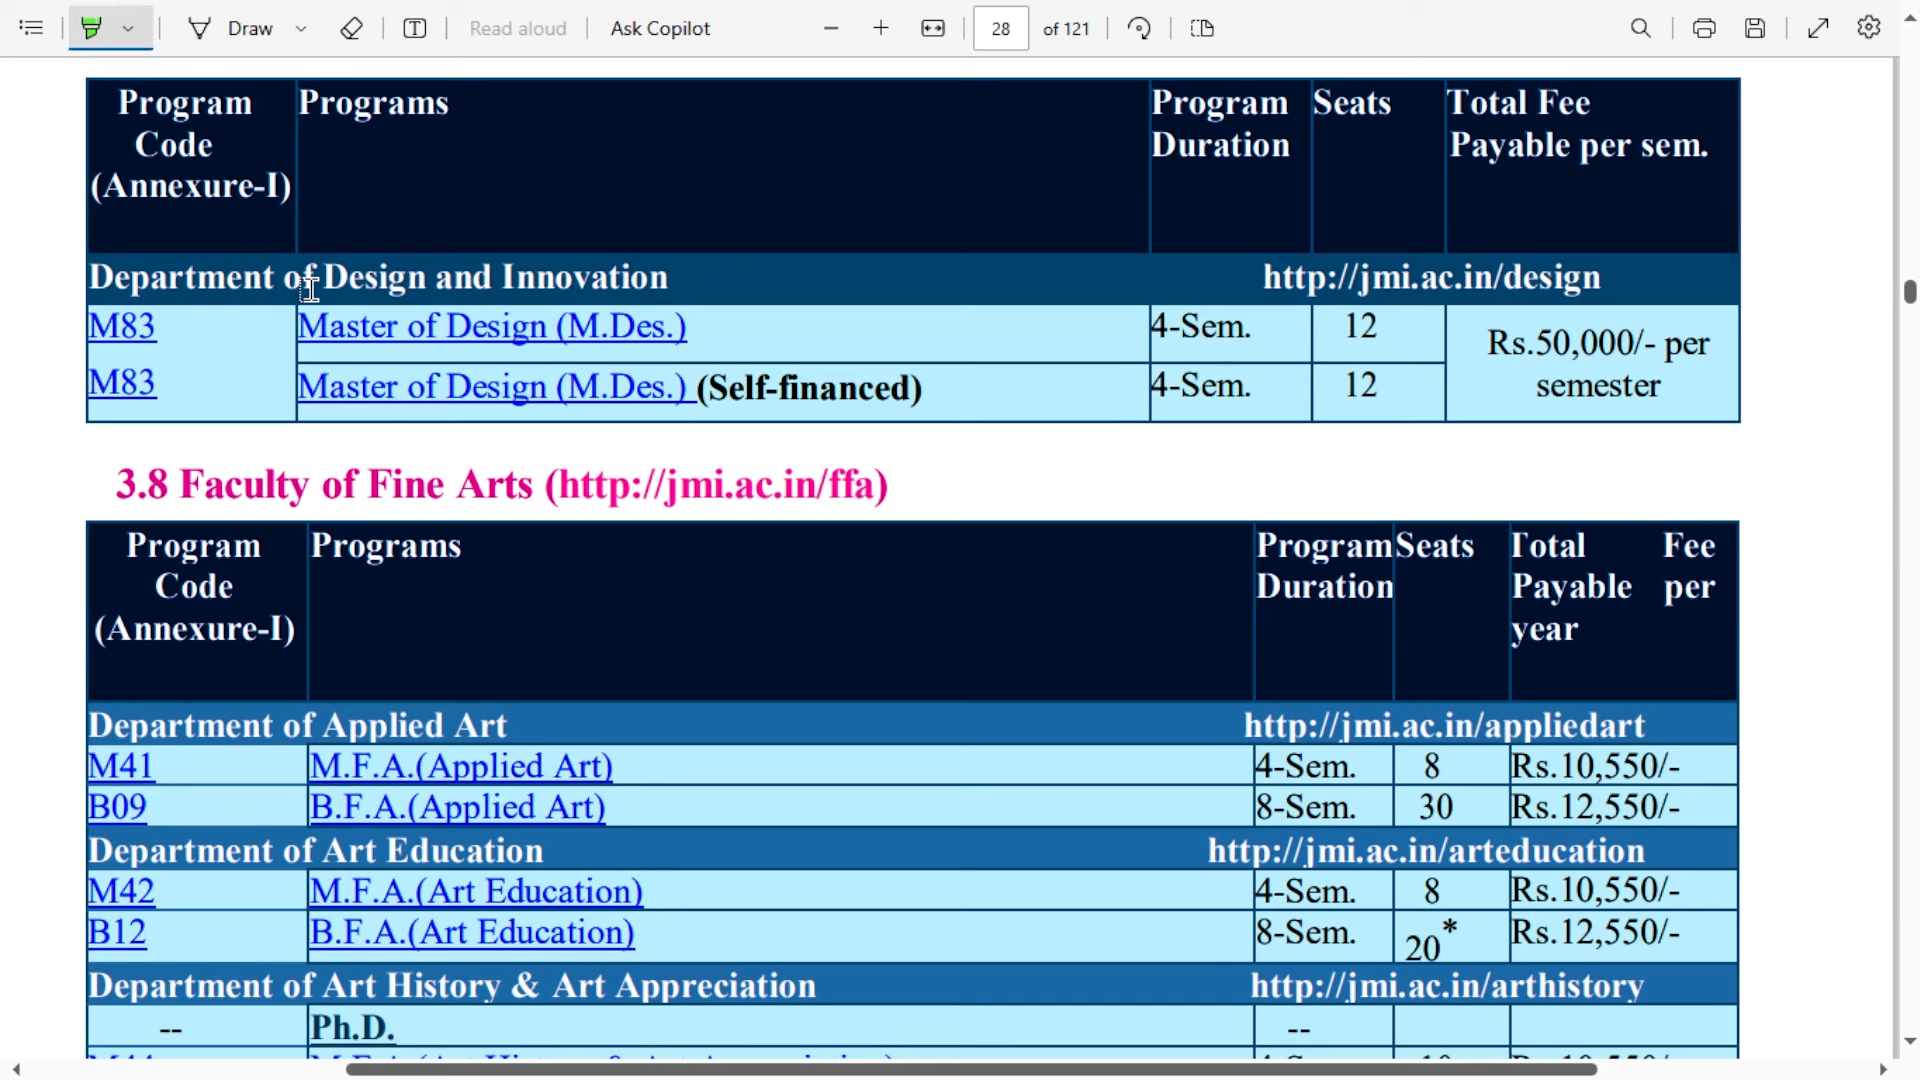 Draw Read aloud Ask Copilot 28 of 121
Program Code (Annexure-I) Programs Program Duration Seats Total Fee Payable per sem.
Department of Design and Innovation http://jmi.ac.in/design
M83 Master of Design (M.Des.) 4-Sem. 12 Rs.50,000/- per semester
M83 Master of Design (M.Des.) (Self-financed) 4-Sem. 12
3.8 Faculty of Fine Arts (http://jmi.ac.in/ffa)
Program Code (Annexure-I) Programs Program Duration Seats Total Fee Payable per year
Department of Applied Art http://jmi.ac.in/appliedart
M41 M.F.A.(Applied Art) 4-Sem. 8 Rs.10,550/-
B09 B.F.A.(Applied Art) 8-Sem. 30 Rs.12,550/-
Department of Art Education http://jmi.ac.in/arteducation
M42 M.F.A.(Art Education) 4-Sem. 8 Rs.10,550/-
B12 B.F.A.(Art Education) 8-Sem. 20* Rs.12,550/-
Department of Art History & Art Appreciation http://jmi.ac.in/arthistory
-- Ph.D. --